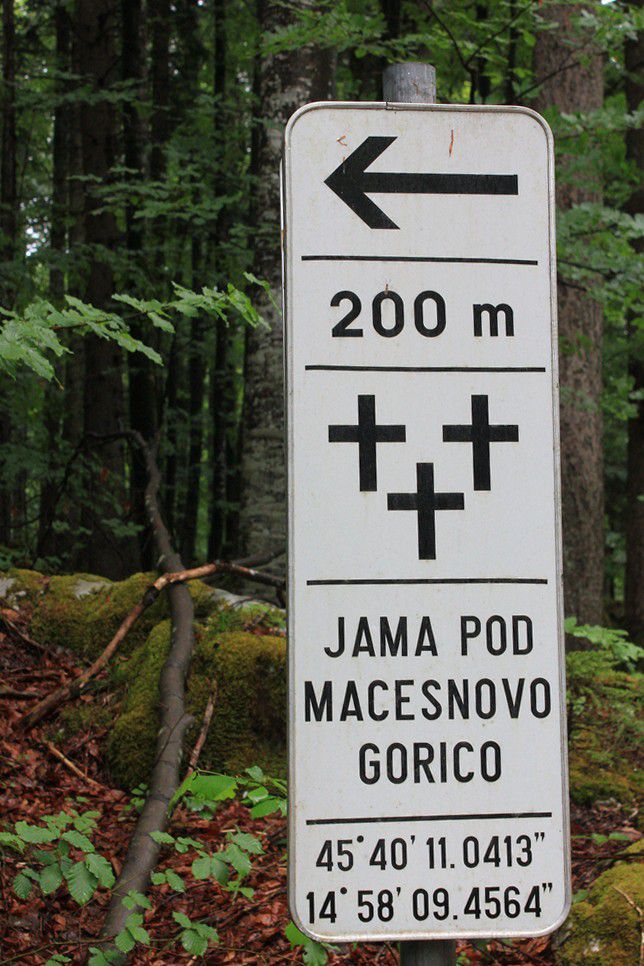 200 m
JAMA POD
MACESNOVO
GORICO
45°40' 11.0413"
14°58' 09.4564"